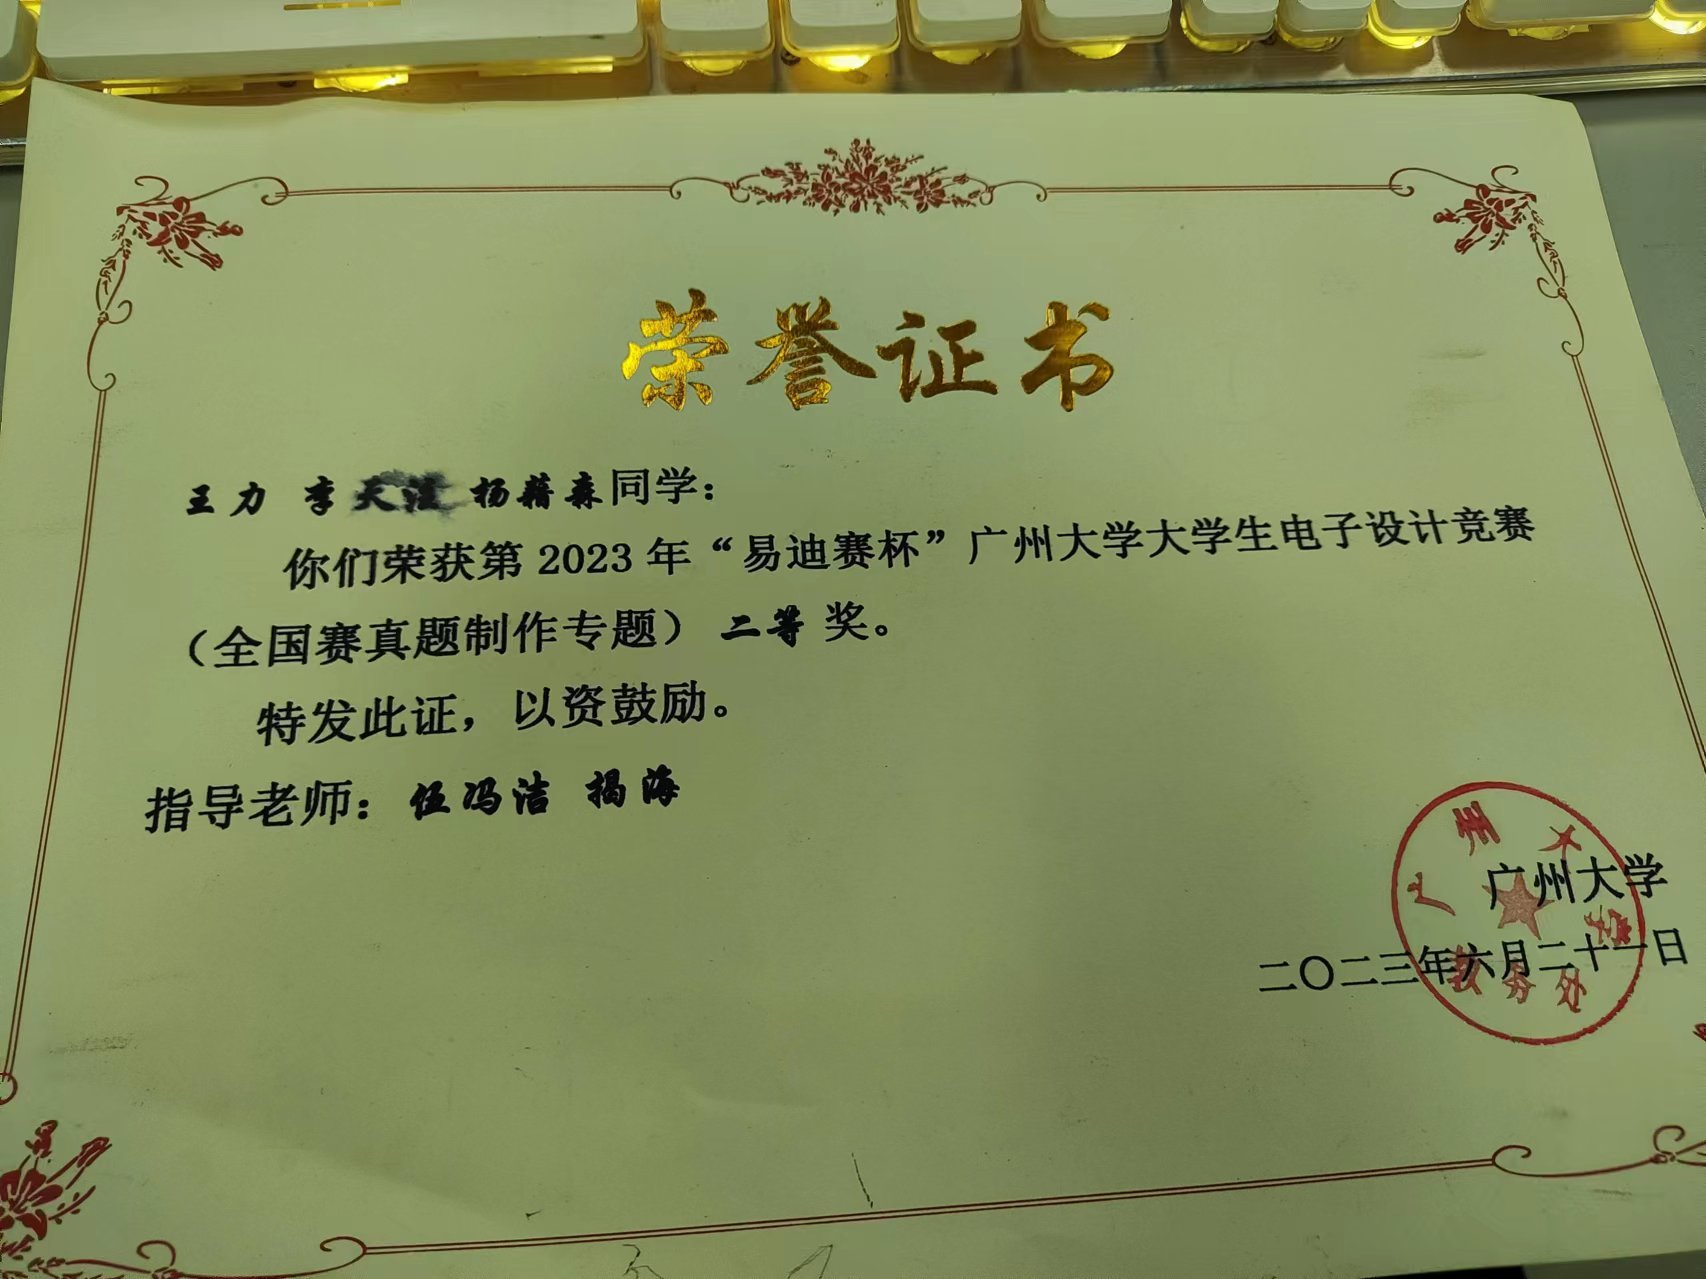 荣誉证书
王力 李天 杨藉森同学：
你们荣获第 2023 年“易迪赛杯”广州大学大学生电子设计竞赛
（全国赛真题制作专题） 二等 奖。
特发此证，以资鼓励。
指导老师：伍冯洁 揭海
广州大学
二〇二三年六月二十一日
广州大学教务处